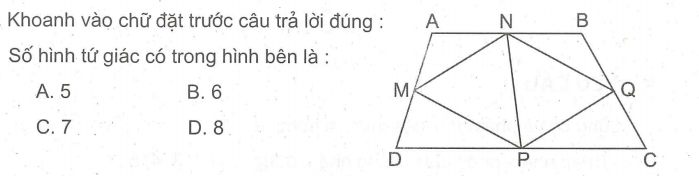 Khoanh vào chữ đặt trước câu trả lời đúng :
Số hình tứ giác có trong hình bên là :
A. 5 B. 6
C. 7 D. 8
A N B
M Q
D P C